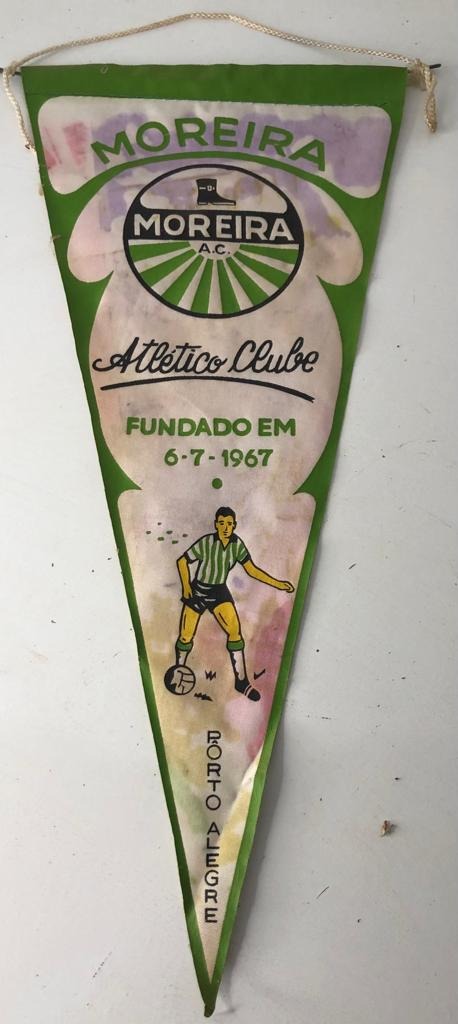 MOREIRA
MOREIRA
A.C.
Atlético Clube
FUNDADO EM
6-7-1967
PÔRTO ALEGRE